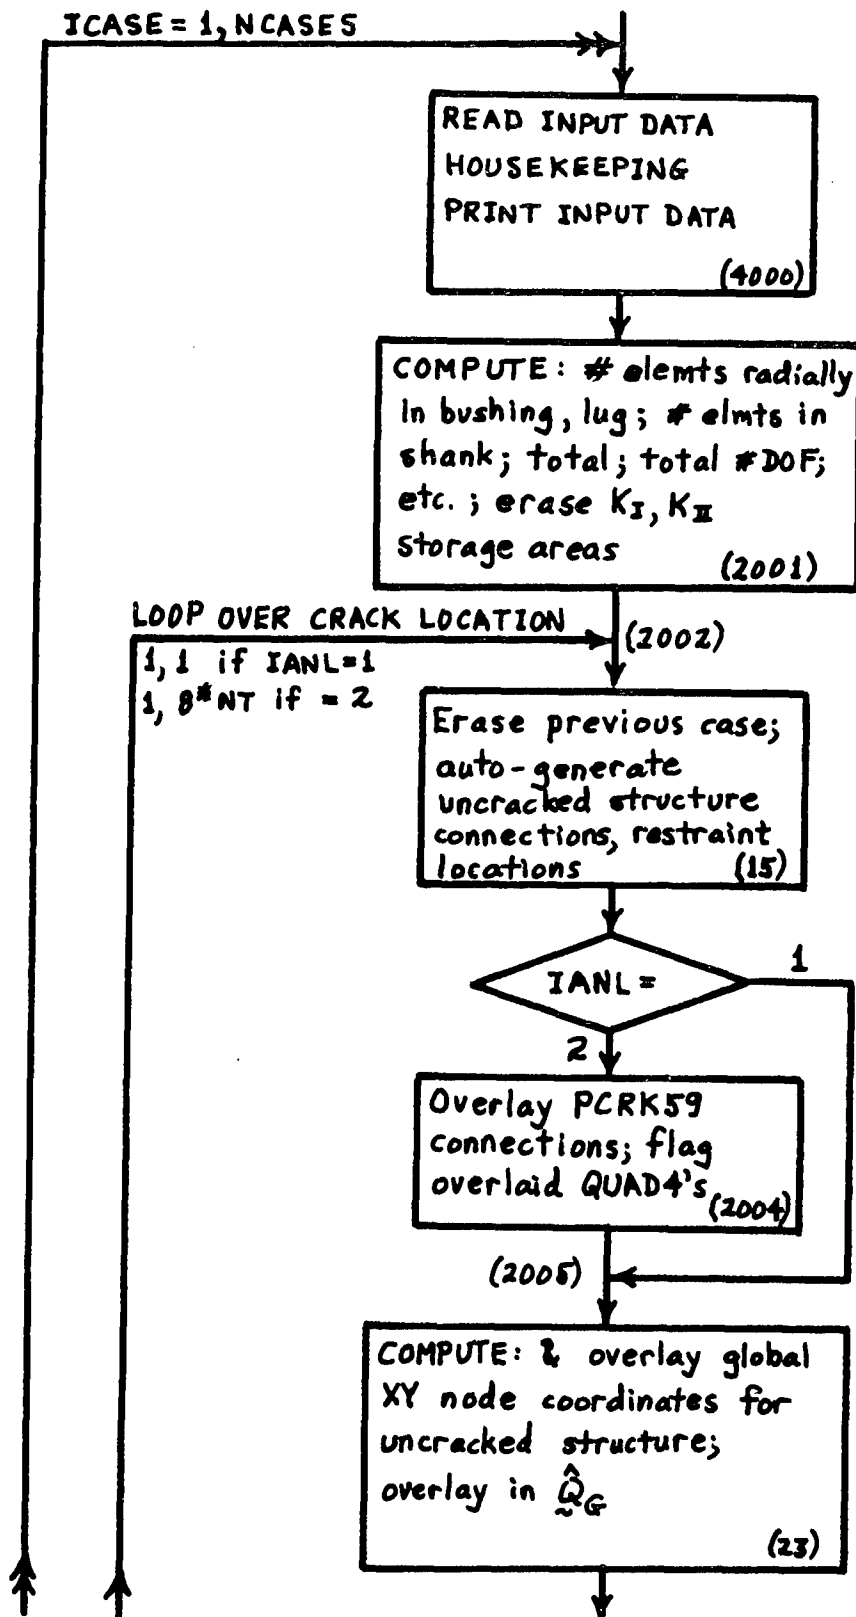 ICASE = 1, NCASES
READ INPUT DATA
HOUSEKEEPING
PRINT INPUT DATA
(4000)
COMPUTE: # elemts radially
in bushing, lug; # elmts in
shank; total; total # DOF;
etc.; erase K_I, K_II
storage areas
(2001)
LOOP OVER CRACK LOCATION
(2002)
1, 1 if IANL=1
1, 8*NT if = 2
Erase previous case;
auto-generate
uncracked structure
connections, restraint
locations
(15)
IANL =
1
2
Overlay PCRK59
connections; flag
overlaid QUAD4's
(2004)
(2005)
COMPUTE: & overlay global
XY node coordinates for
uncracked structure;
overlay in Q̰̂_G
(23)